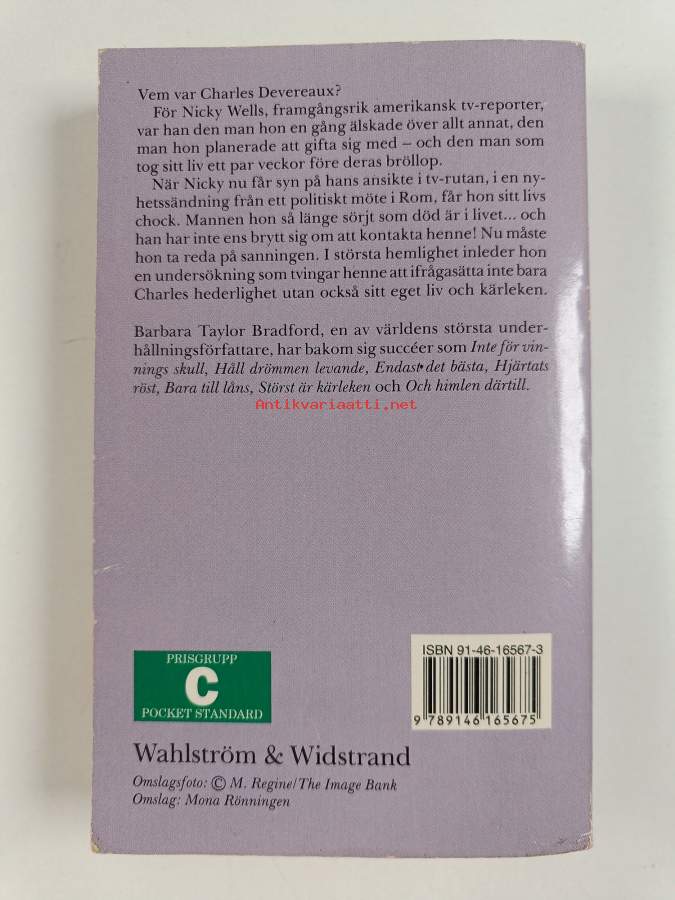 Vem var Charles Devereaux?
För Nicky Wells, framgångsrik amerikansk tv-reporter,
var han den man hon en gång älskade över allt annat, den
man hon planerade att gifta sig med – och den man som
tog sitt liv ett par veckor före deras bröllop.
När Nicky nu får syn på hans ansikte i tv-rutan, i en ny-
hetssändning från ett politiskt möte i Rom, får hon sitt livs
chock. Mannen hon så länge sörjt som död är i livet... och
han har inte ens brytt sig om att kontakta henne! Nu måste
hon ta reda på sanningen. I största hemlighet inleder hon
en undersökning som tvingar henne att ifrågasätta inte bara
Charles hederlighet utan också sitt eget liv och kärleken.
Barbara Taylor Bradford, en av världens största under-
hållningsförfattare, har bakom sig succéer som Inte för vin-
nings skull, Håll drömmen levande, Endast det bästa, Hjärtats
röst, Bara till låns, Störst är kärleken och Och himlen därtill.
Antikvariaatti.net
ISBN 91-46-16567-3
9 789146 165675
PRISGRUPP
C
POCKET STANDARD
Wahlström & Widstrand
Omslagsfoto: © M. Regine/The Image Bank
Omslag: Mona Rönningen